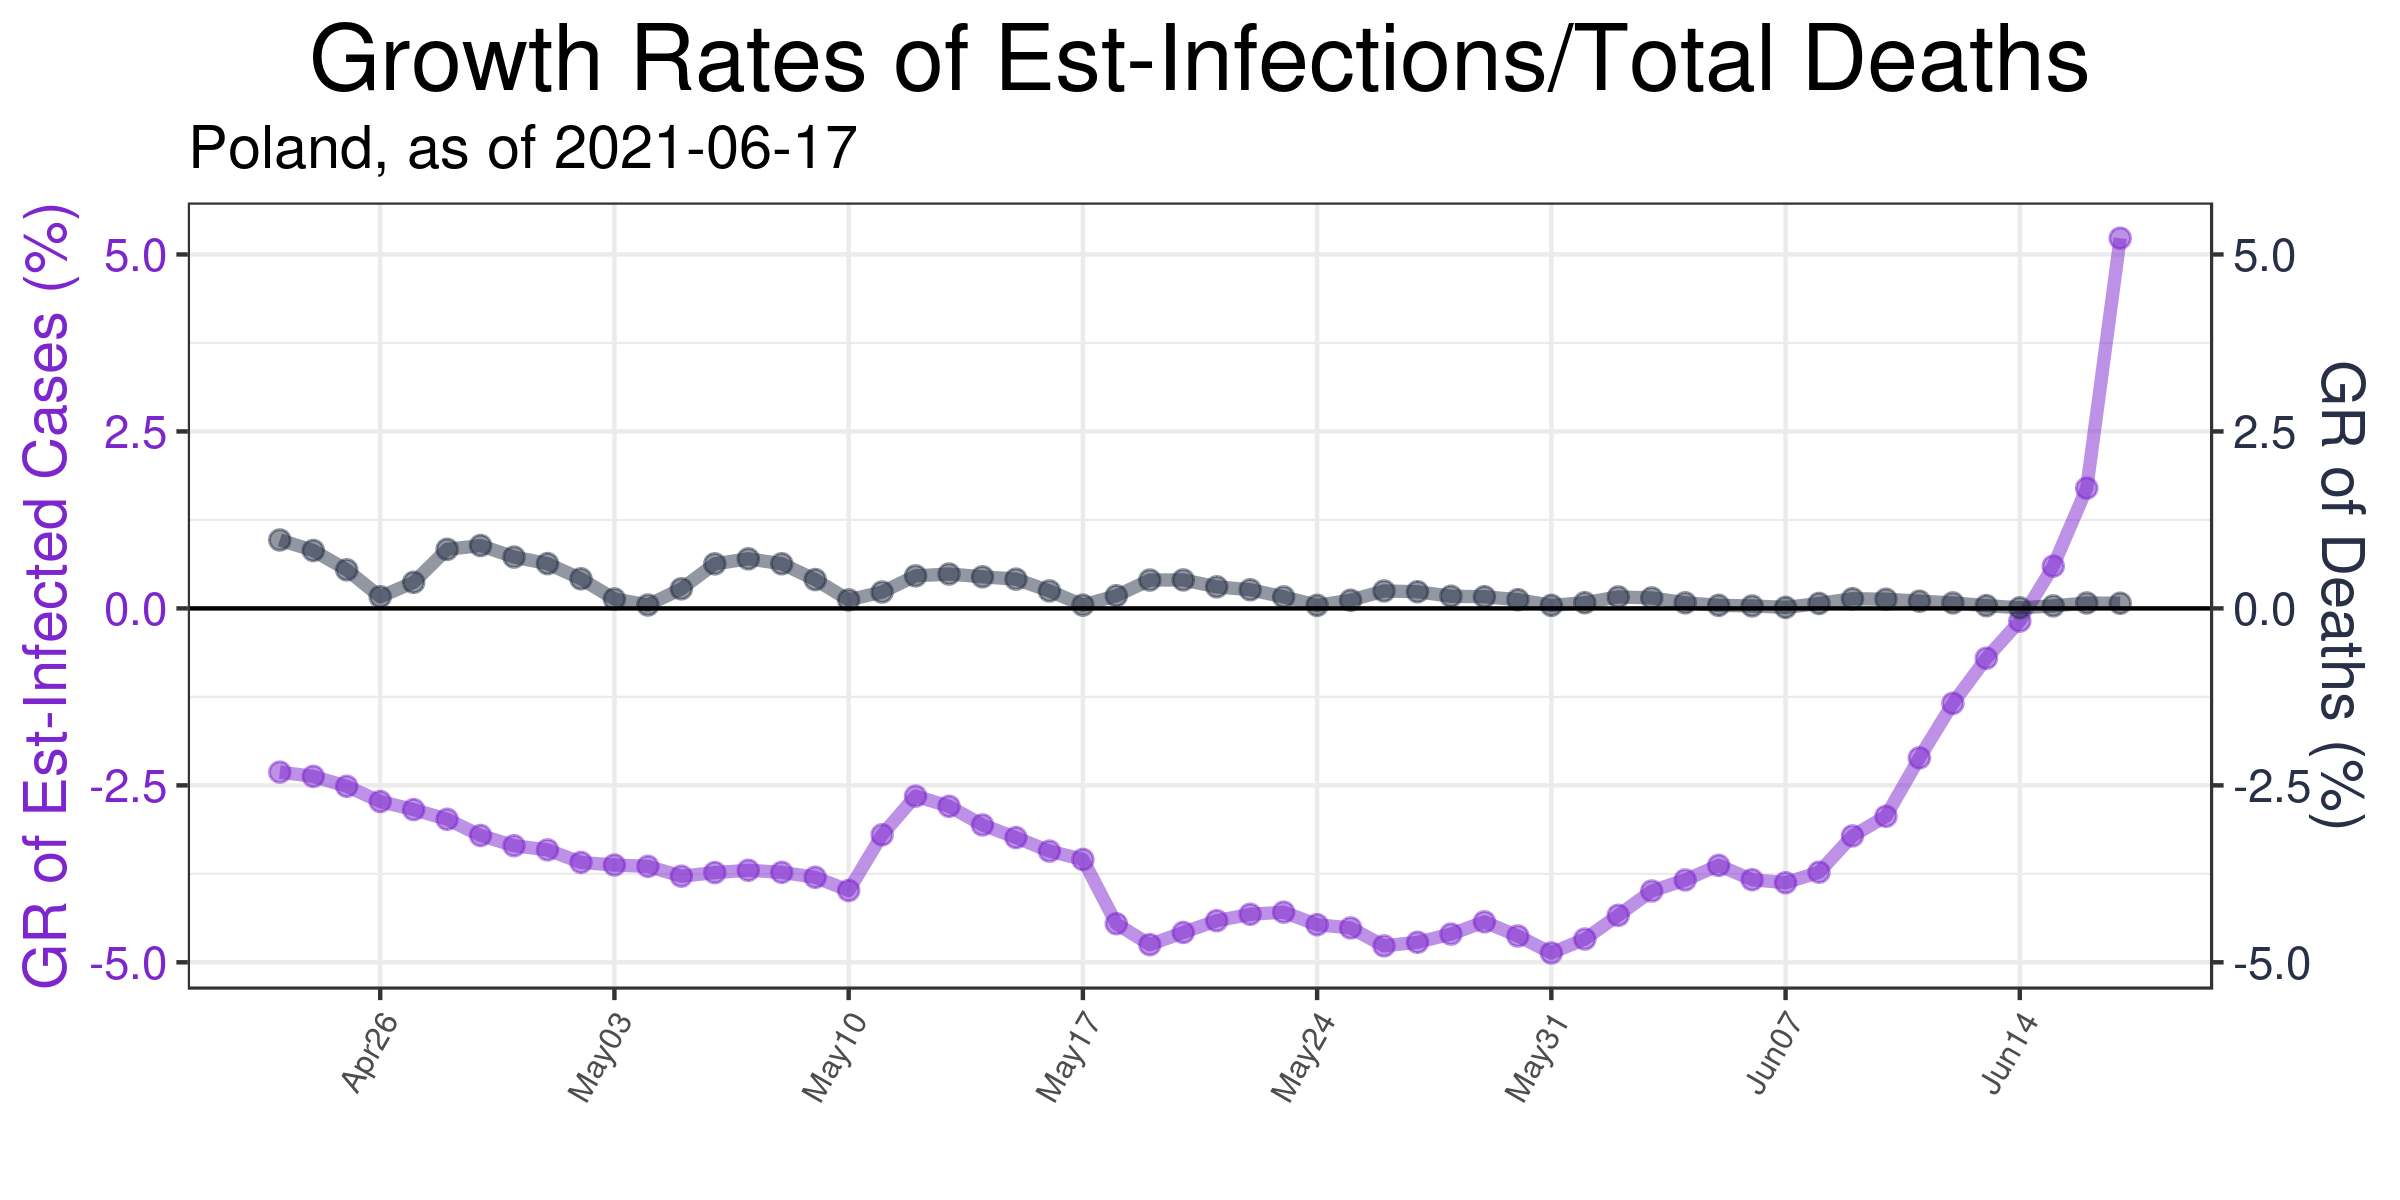 Growth Rates of Est-Infections/Total Deaths
Poland, as of 2021-06-17
GR of Est-Infected Cases (%)
5.0
2.5
0.0
-2.5
-5.0
5.0
2.5
0.0
-2.5
-5.0
GR of Deaths (%)
Apr26
May03
May10
May17
May24
May31
Jun07
Jun14